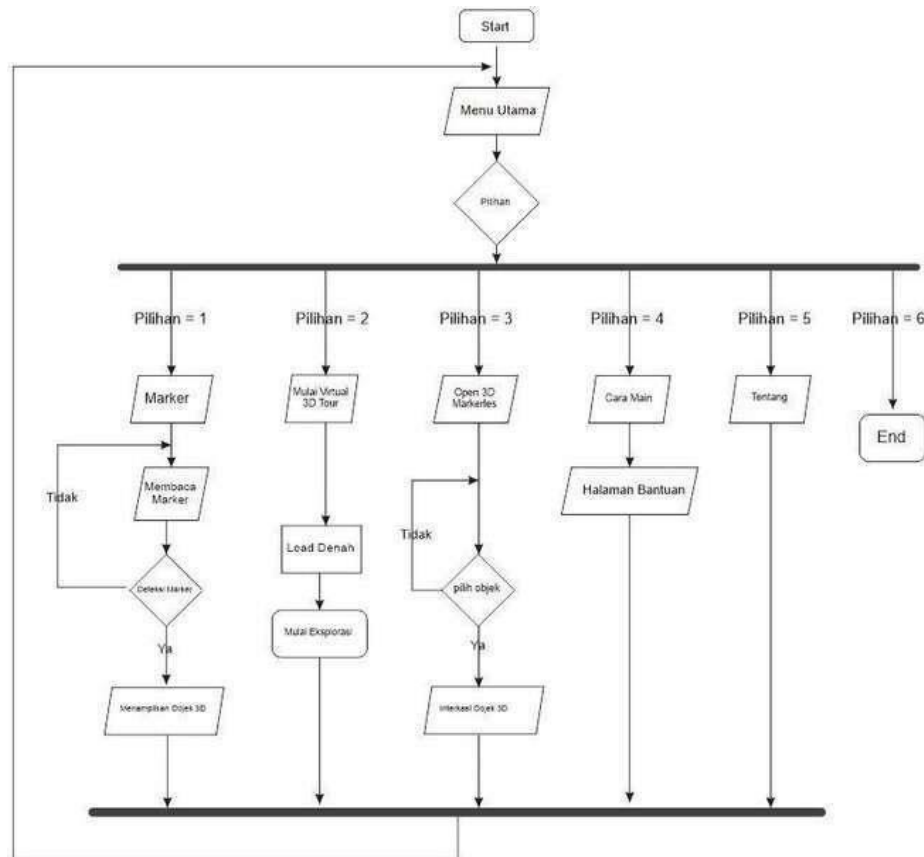 Start
Menu Utama
Pilihan
Pilihan = 1
Pilihan = 2
Pilihan = 3
Pilihan = 4
Pilihan = 5
Pilihan = 6
Marker
Mulai Virtual
3D Tour
Open 3D
Markerles
Cara Main
Tentang
End
Tidak
Membaca
Marker
Halaman Bantuan
Tidak
Load Denah
Deteksi Marker
pilih objek
Mulai Eksplorasi
Ya
Ya
Menampilkan Objek 3D
Objek 3D